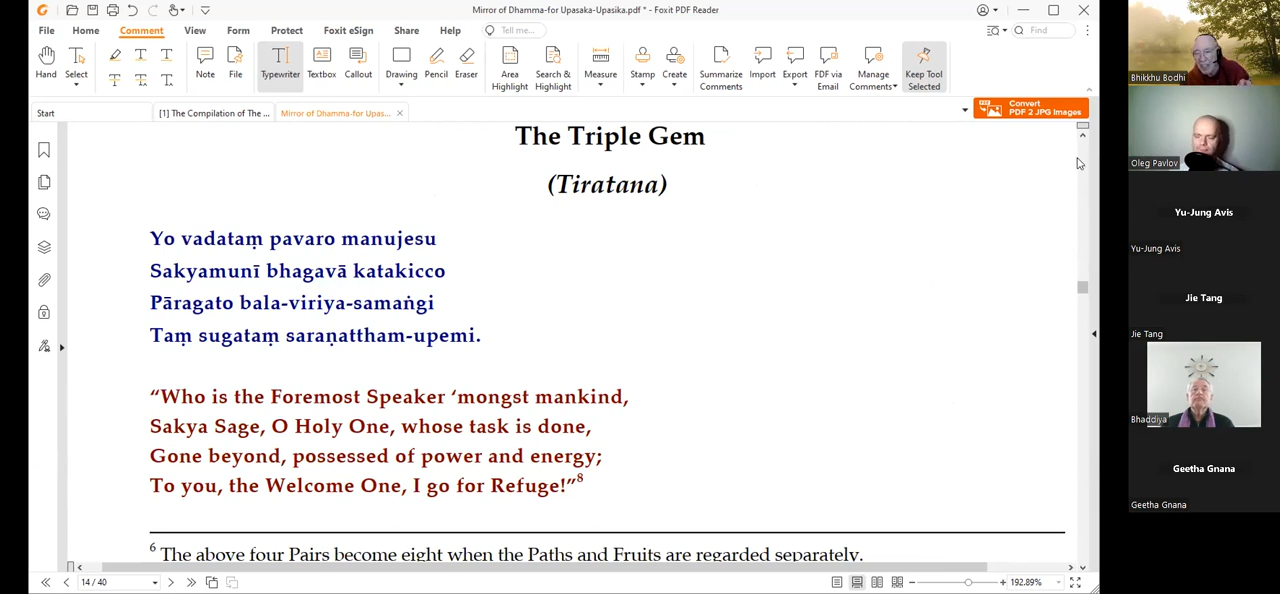 Mirror of Dhamma-for Upasaka-Upasika.pdf * - Foxit PDF Reader
File Home Comment View Form Protect Foxit eSign Share Help Tell me... Find
Hand Select Note File Typewriter Textbox Callout Drawing Pencil Eraser Area Highlight Search & Highlight Measure Stamp Create Summarize Comments Import Export FDF via Email Manage Comments Keep Tool Selected
Start [1] The Compilation of The ... Mirror of Dhamma-for Upas... Convert PDF 2 JPG Images
The Triple Gem
(Tiratana)
Yo vadataṃ pavaro manujesu
Sakyamunī bhagavā katakicco
Pāragato bala-viriya-samaṅgi
Taṃ sugataṃ saraṇattham-upemi.
“Who is the Foremost Speaker ‘mongst mankind,
Sakya Sage, O Holy One, whose task is done,
Gone beyond, possessed of power and energy;
To you, the Welcome One, I go for Refuge!”8
6 The above four Pairs become eight when the Paths and Fruits are regarded separately.
14 / 40 192.89%
Bhikkhu Bodhi
Oleg Pavlov
Yu-Jung Avis
Yu-Jung Avis
Jie Tang
Jie Tang
Bhaddiya
Geetha Gnana
Geetha Gnana